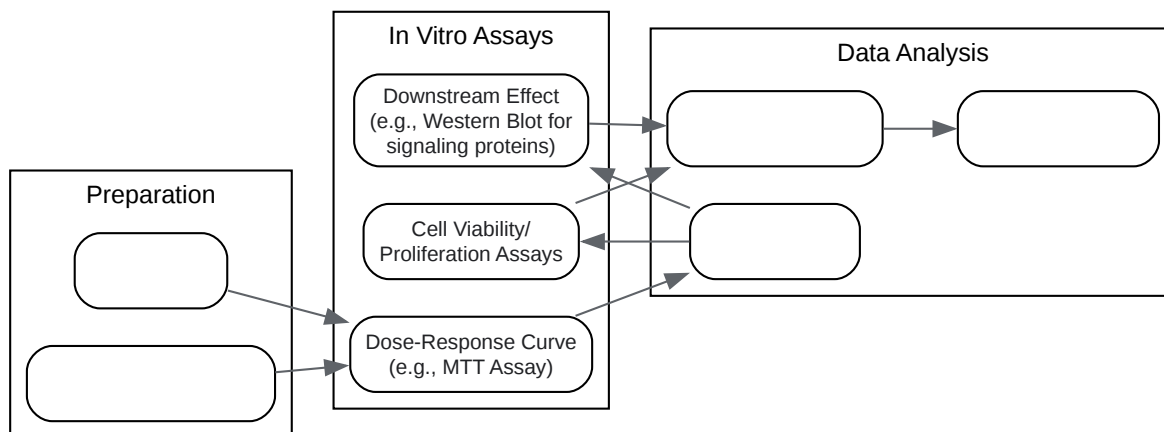 In Vitro Assays
Data Analysis
Downstream Effect
(e.g., Western Blot for
signaling proteins)
Preparation
Cell Viability/
Proliferation Assays
Dose-Response Curve
(e.g., MTT Assay)